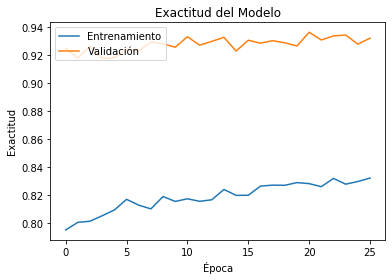 Exactitud del Modelo
Entrenamiento
Validación
Exactitud
0.94
0.92
0.90
0.88
0.86
0.84
0.82
0.80
0
5
10
15
20
25
Época